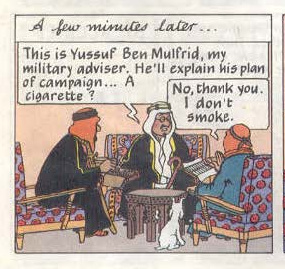 A few minutes later...
This is Yussuf Ben Mulfrid, my
military adviser. He'll explain his plan
of campaign... A
cigarette ?
No, thank you.
I don't
smoke.